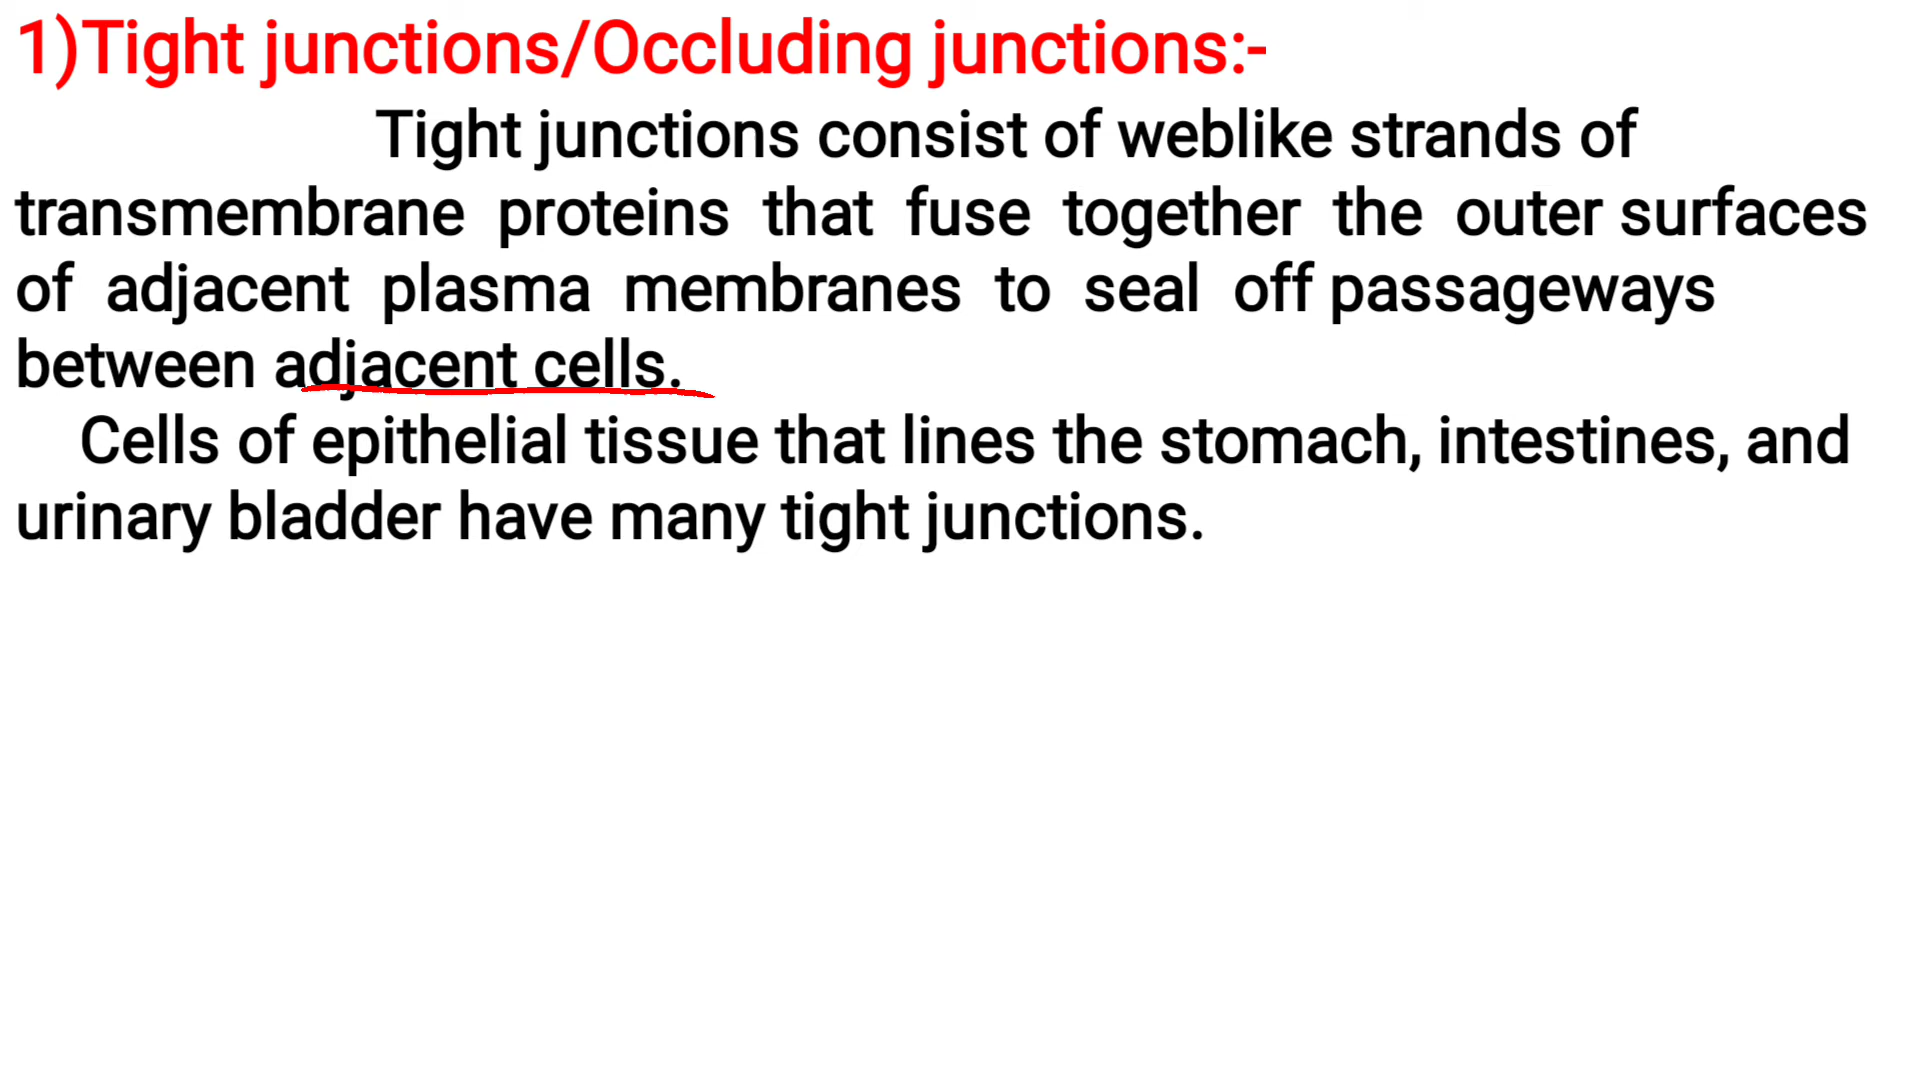 1)Tight junctions/Occluding junctions:-
Tight junctions consist of weblike strands of
transmembrane proteins that fuse together the outer surfaces
of adjacent plasma membranes to seal off passageways
between adjacent cells.
Cells of epithelial tissue that lines the stomach, intestines, and
urinary bladder have many tight junctions.